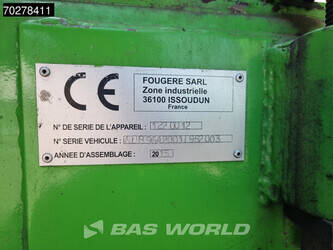 70278411
CE
FOUGERE SARL
Zone industrielle
36100 ISSOUDUN
France
N° DE SERIE DE L'APPAREIL :
N° SERIE VEHICULE :
ANNEE D'ASSEMBLAGE : 20
BAS WORLD